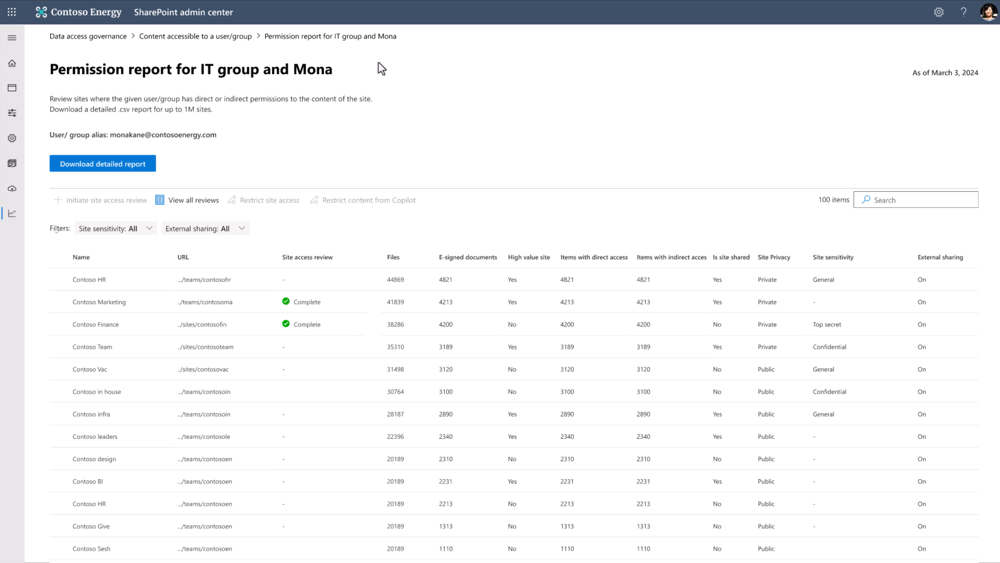 Contoso Energy SharePoint admin center ?
Data access governance > Content accessible to a user/group > Permission report for IT group and Mona
Permission report for IT group and Mona
As of March 3, 2024
Review sites where the given user/group has direct or indirect permissions to the content of the site.
Download a detailed .csv report for up to 1M sites.
User/ group alias: monakane@contosoenergy.com
Download detailed report
Initiate site access review View all reviews Restrict site access Restrict content from Copilot 100 items Search
Filters: Site sensitivity: All External sharing: All
Name URL Site access review Files E-signed documents High value site Items with direct access Items with indirect acces Is site shared Site Privacy Site sensitivity External sharing
Contoso HR .../teams/contosohr - 44869 4821 Yes 4821 4821 Yes Private General On
Contoso Marketing ../teams/contosoma Complete 41839 4213 Yes 4213 4213 Yes Private - On
Contoso Finance ../sites/contosofin Complete 38286 4200 No 4200 4200 No Private Top secret On
Contoso Team ../sites/contosoteam - 35310 3189 Yes 3189 3189 Yes Private Confidential On
Contoso Vac ../sites/contosovac - 31498 3120 No 3120 3120 No Public General On
Contoso in house .../teams/contosoin 30764 3100 No 3100 3100 No Public Confidential On
Contoso infra .../teams/contosoin - 28187 2890 Yes 2890 2890 Yes Public General On
Contoso leaders .../teams/contosole - 22396 2340 Yes 2340 2340 Yes Public - On
Contoso design .../teams/contosoen - 20189 2310 No 2310 2310 No Public - On
Contoso BI .../teams/contosoen - 20189 2231 Yes 2231 2231 Yes Public - On
Contoso HR .../teams/contosoen - 20189 2213 No 2213 2213 No Public - On
Contoso Give .../teams/contosoen - 20189 1313 No 1313 1313 No Public - On
Contoso Sesh .../teams/contosoen 20189 1110 No 1110 1110 No Public On